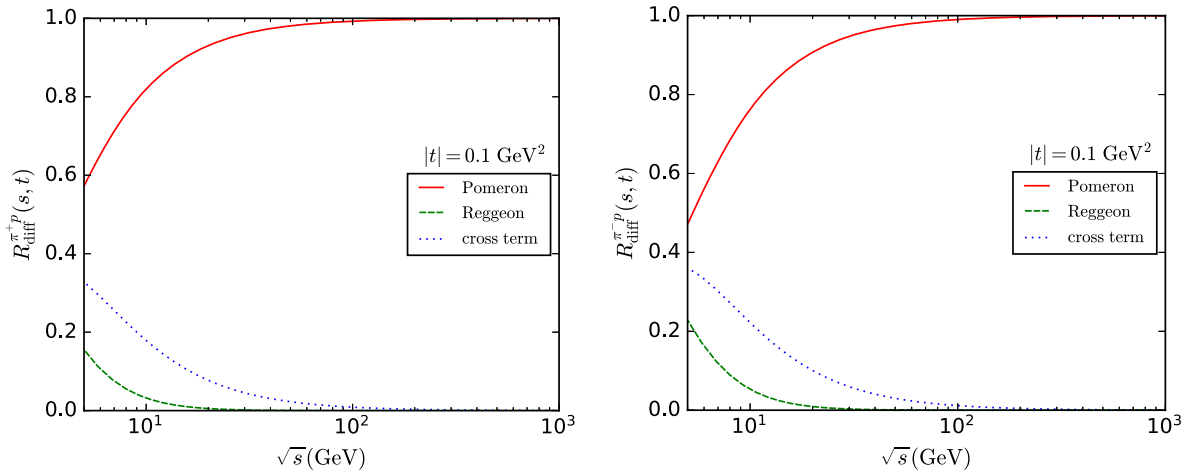 1.0
0.8
0.6
0.4
0.2
0.0
R_diff^{π⁺p}(s, t)
|t| = 0.1 GeV²
Pomeron
Reggeon
cross term
10¹
10²
10³
√s(GeV)
1.0
0.8
0.6
0.4
0.2
0.0
R_diff^{π⁻p}(s, t)
|t| = 0.1 GeV²
Pomeron
Reggeon
cross term
10¹
10²
10³
√s(GeV)